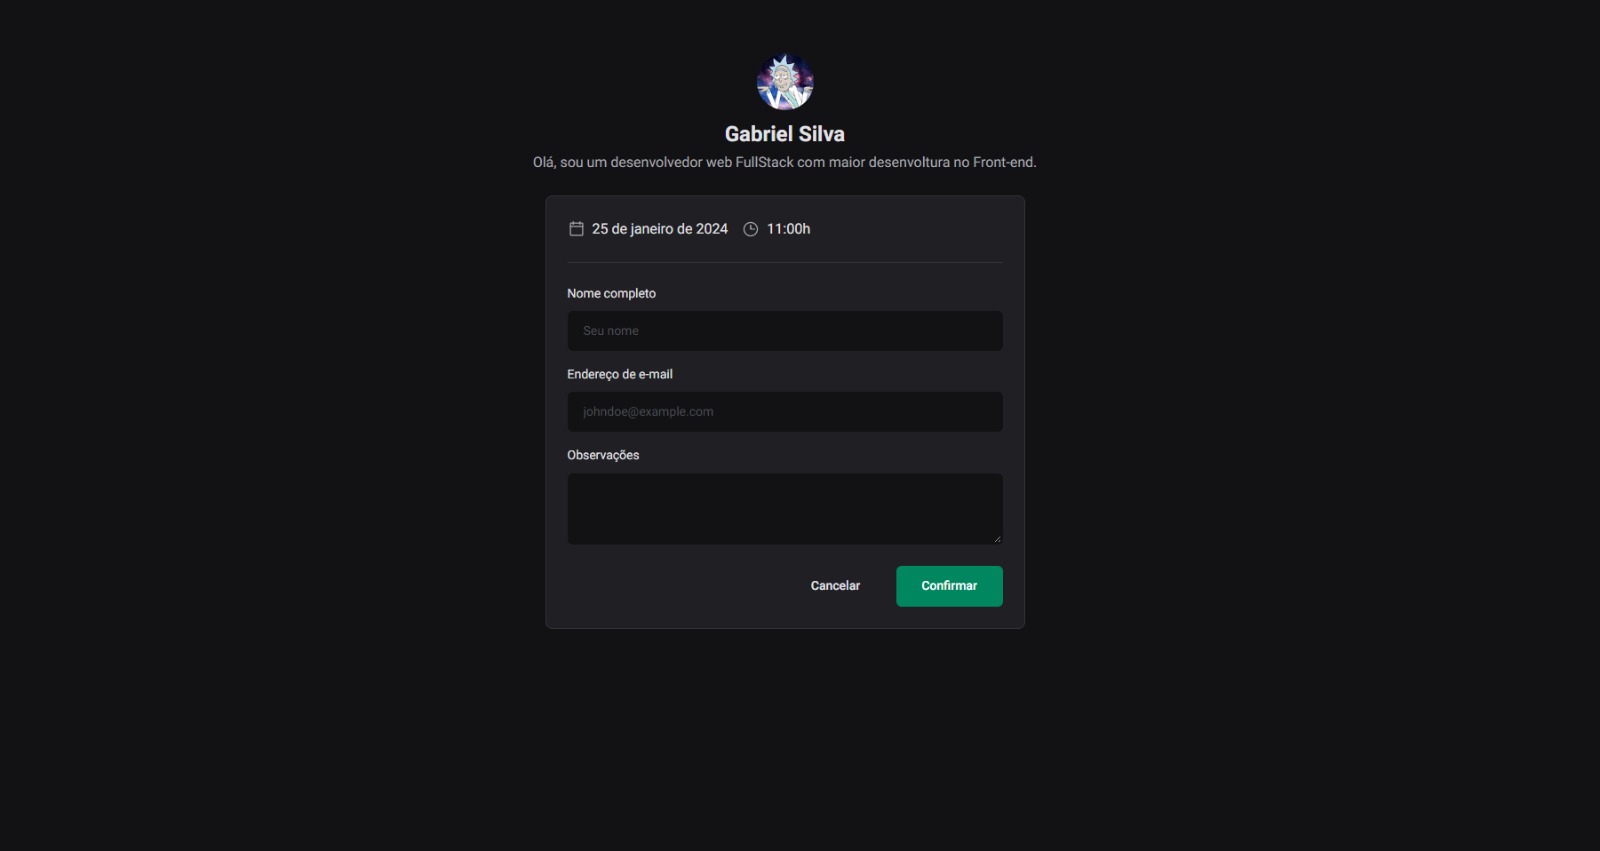 Gabriel Silva
Olá, sou um desenvolvedor web FullStack com maior desenvoltura no Front-end.
25 de janeiro de 2024 11:00h
Nome completo
Seu nome
Endereço de e-mail
johndoe@example.com
Observações
Cancelar Confirmar